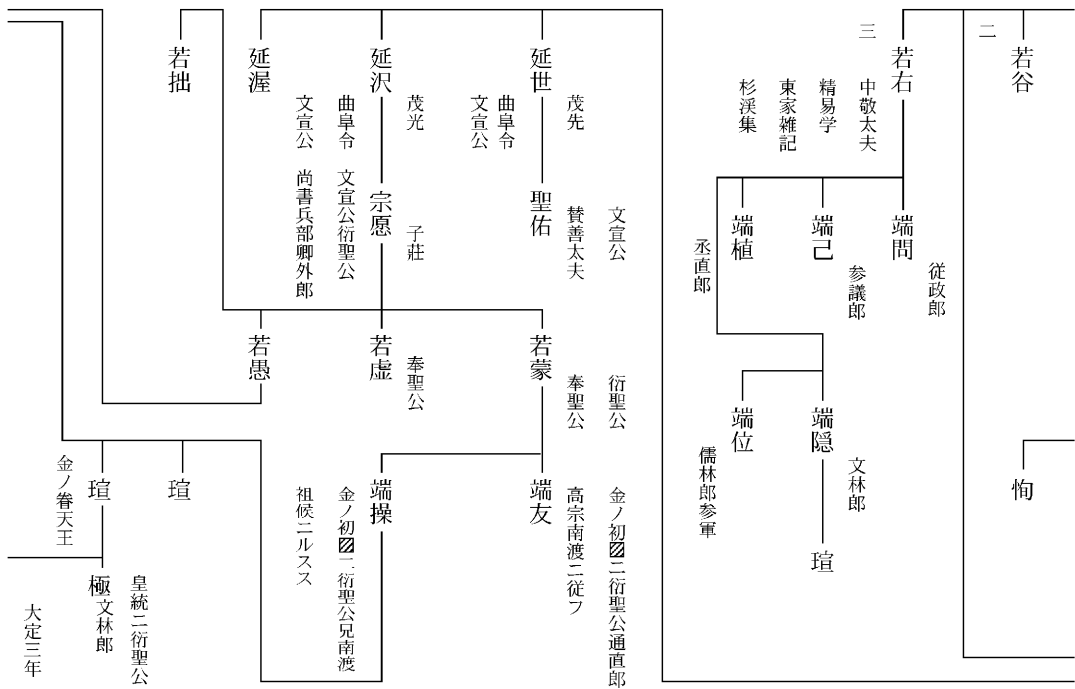 若谷
二
若右
三
中敬太夫
精易学
東家雑記
杉渓集
端問
従政郎
端己
参議郎
端植
丞直郎
端隠
文林郎
端位
儒林郎参軍
瑄
恂
延世
茂先
曲阜令
文宣公
聖佑
文宣公
賛善太夫
延沢
茂光
曲阜令 文宣公衍聖公
文宣公 尚書兵部卿外郎
宗愿
子荘
延渥
若拙
若蒙
衍聖公
奉聖公
若虚
奉聖公
若愚
端友
金ノ初▨ニ衍聖公通直郎
高宗南渡ニ従フ
端操
金ノ初▨ニ衍聖公兄南渡
祖候ニルスス
瑄
瑄
金ノ眷天王
極
皇統ニ衍聖公
文林郎
大定三年